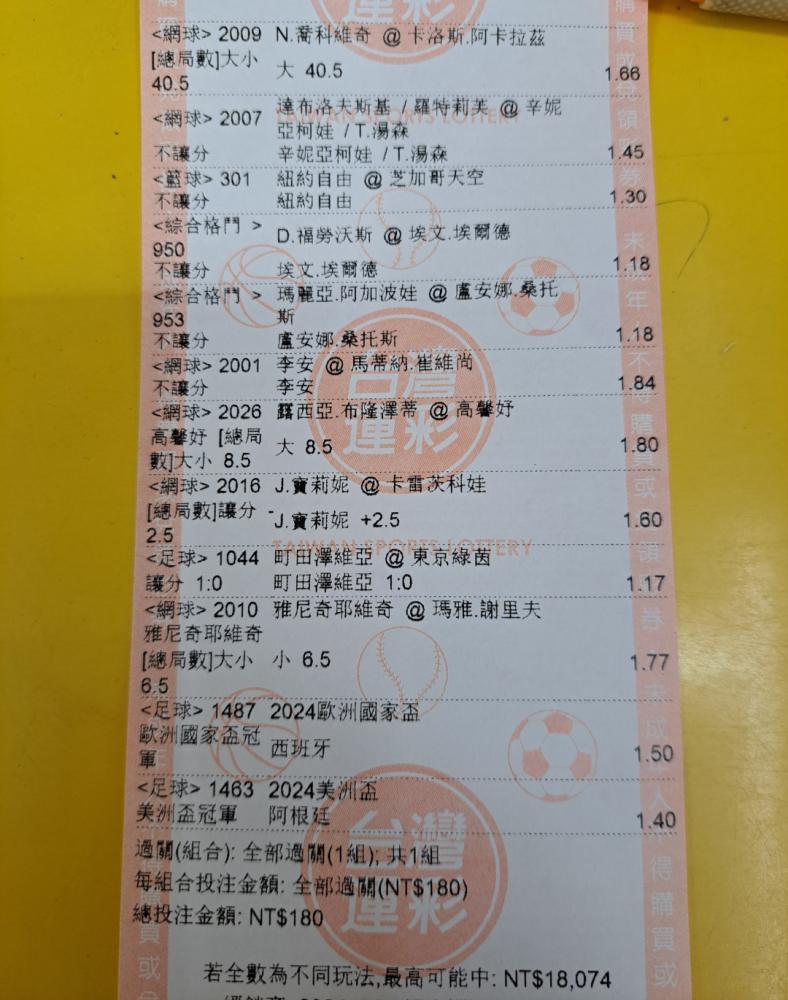 運彩
<網球> 2009 N.喬科維奇 @ 卡洛斯.阿卡拉茲
[總局數]大小 大 40.5 1.66
40.5
<網球> 2007 達布洛夫斯基 / 羅特莉芙 @ 辛妮
亞柯娃 / T.湯森
不讓分 辛妮亞柯娃 / T.湯森 1.45
<籃球> 301 紐約自由 @ 芝加哥天空
不讓分 紐約自由 1.30
<綜合格鬥 > D.福勞沃斯 @ 埃文.埃爾德
950
不讓分 埃文.埃爾德 1.18
<綜合格鬥 > 瑪麗亞.阿加波娃 @ 盧安娜.桑托
953 斯
不讓分 盧安娜.桑托斯 1.18
<網球> 2001 李安 @ 馬蒂納.崔維尚
不讓分 李安 1.84
<網球> 2026 露西亞.布隆澤蒂 @ 高馨妤
高馨妤 [總局 大 8.5 1.80
數]大小 8.5
<網球> 2016 J.寶莉妮 @ 卡雷茨科娃
[總局數]讓分 - J.寶莉妮 +2.5 1.60
2.5
TAIWAN SPORTS LOTTERY
<足球> 1044 町田澤維亞 @ 東京綠茵
讓分 1:0 町田澤維亞 1:0 1.17
<網球> 2010 雅尼奇耶維奇 @ 瑪雅.謝里夫
雅尼奇耶維奇
[總局數]大小 小 6.5 1.77
6.5
<足球> 1487 2024歐洲國家盃
歐洲國家盃冠 西班牙 1.50
軍
<足球> 1463 2024美洲盃
美洲盃冠軍 阿根廷 1.40
過關(組合): 全部過關(1組); 共1組
每組合投注金額: 全部過關(NT$180)
總投注金額: NT$180
台灣
運彩
若全數為不同玩法,最高可能中: NT$18,074